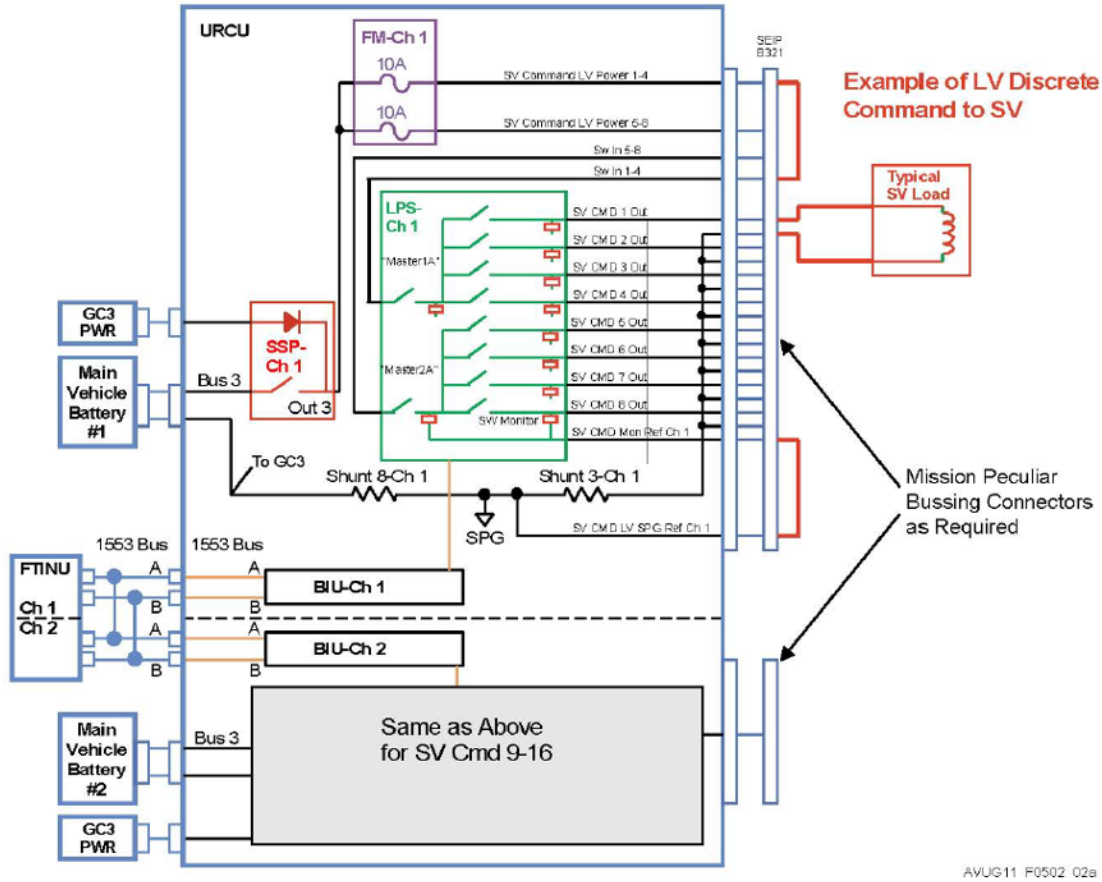 URCU
FM-Ch 1
10A
10A
SV Command LV Power 1-4
SV Command LV Power 5-8
Sw In 5-8
Sw In 1-4
SEIP
B321
Example of LV Discrete
Command to SV
Typical
SV Load
LPS-
Ch 1
"Master1A"
"Master2A"
SV CMD 1 Out
SV CMD 2 Out
SV CMD 3 Out
SV CMD 4 Out
SV CMD 5 Out
SV CMD 6 Out
SV CMD 7 Out
SV CMD 8 Out
SW Monitor
SV CMD Mon Ref Ch 1
GC3
PWR
SSP-
Ch 1
Main
Vehicle
Battery
#1
Bus 3
Out 3
To GC3
Shunt 8-Ch 1
Shunt 3-Ch 1
SPG
SV CMD LV SPG Ref Ch 1
Mission Peculiar
Bussing Connectors
as Required
1553 Bus
1553 Bus
FTINU
Ch 1
Ch 2
A
A
B
B
A
A
B
B
BIU-Ch 1
BIU-Ch 2
Main
Vehicle
Battery
#2
Bus 3
Same as Above
for SV Cmd 9-16
GC3
PWR
AVUG11_F0502_02a